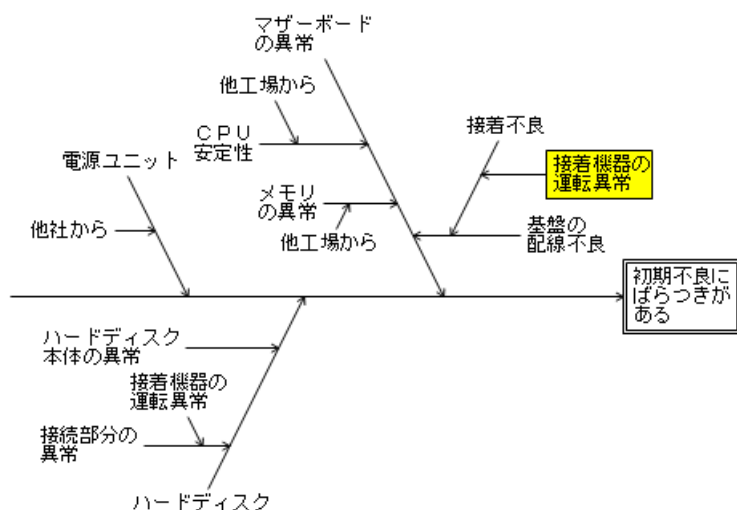 マザーボード
の異常
他工場から
ＣＰＵ
安定性
接着不良
電源ユニット
接着機器の
運転異常
メモリ
の異常
他社から
他工場から
基盤の
配線不良
初期不良に
ばらつきが
ある
ハードディスク
本体の異常
接着機器の
運転異常
接続部分の
異常
ハードディスク